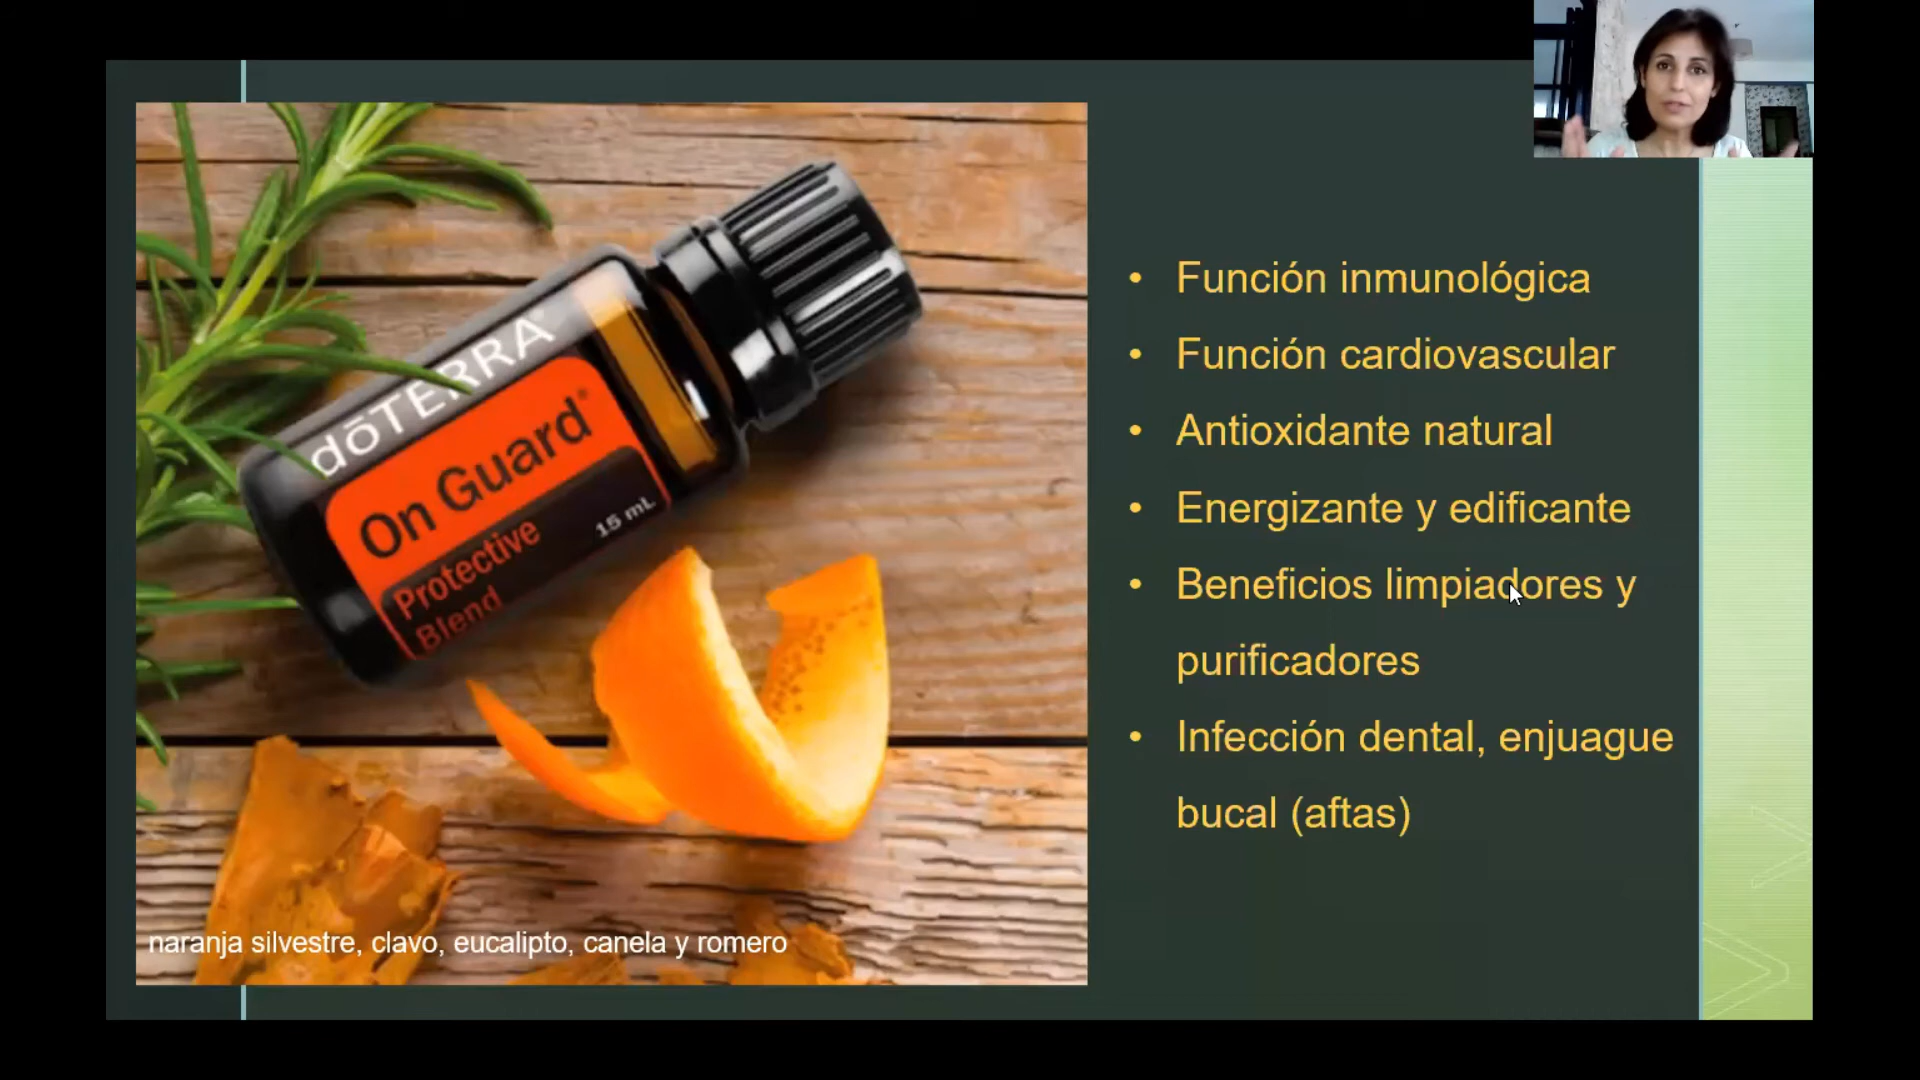 dōTERRA
On Guard®
Protective
Blend
15 mL
naranja silvestre, clavo, eucalipto, canela y romero
• Función inmunológica
• Función cardiovascular
• Antioxidante natural
• Energizante y edificante
• Beneficios limpiadores y
purificadores
• Infección dental, enjuague
bucal (aftas)